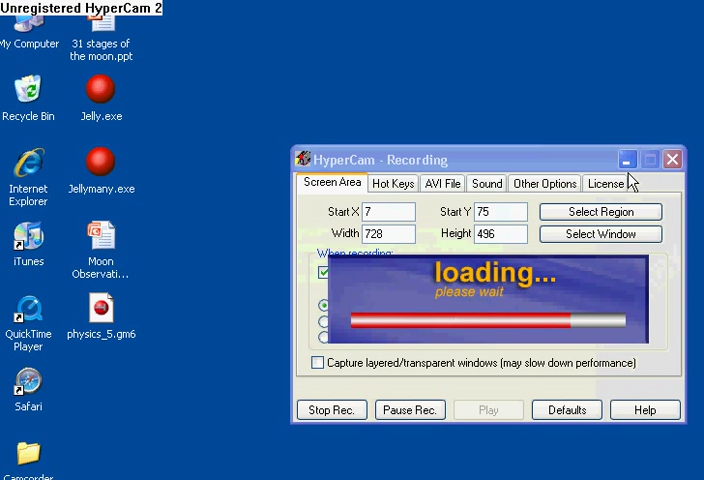 Unregistered HyperCam 2
My Computer
31 stages of
the moon.ppt
Recycle Bin
Jelly.exe
Internet
Explorer
Jellymany.exe
iTunes
Moon
Observati...
QuickTime
Player
physics_5.gm6
Safari
Camcorder
HyperCam - Recording
Screen Area
Hot Keys
AVI File
Sound
Other Options
License
Start X 7
Start Y 75
Select Region
Width 728
Height 496
Select Window
When recording:
loading...
please wait
Capture layered/transparent windows (may slow down performance)
Stop Rec.
Pause Rec.
Play
Defaults
Help